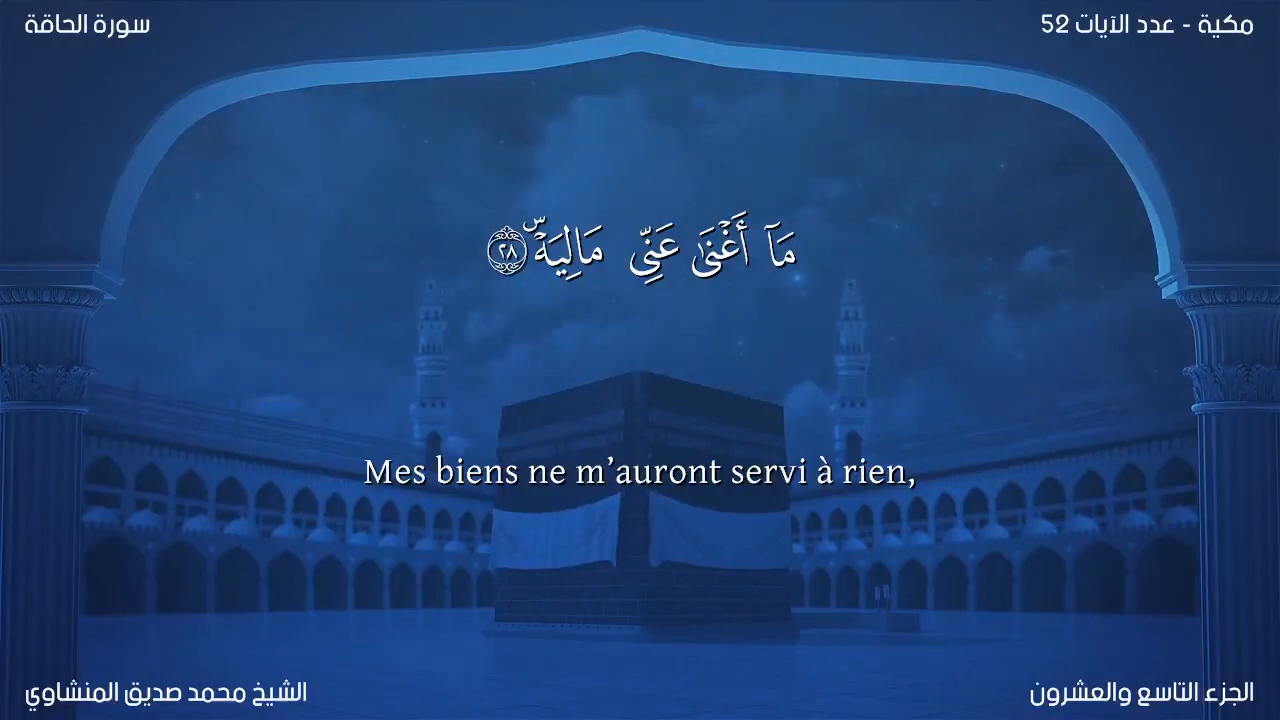 سورة الحاقة
مكية - عدد الآيات 52
مَآ أَغْنَىٰ عَنِّى مَالِيَهْ ۜ ٢٨
Mes biens ne m’auront servi à rien,
الشيخ محمد صديق المنشاوي
الجزء التاسع والعشرون